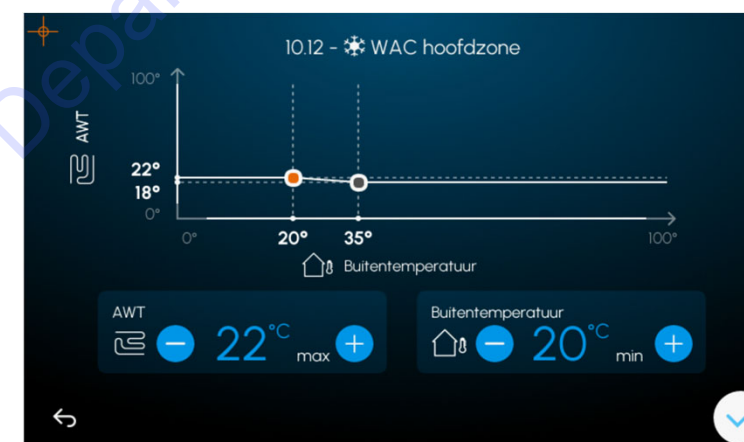 10.12 - WAC hoofdzone
100°
AWT
22°
18°
0°
0°
20°
35°
100°
Buitentemperatuur
AWT
22°C
max
Buitentemperatuur
20°C
min